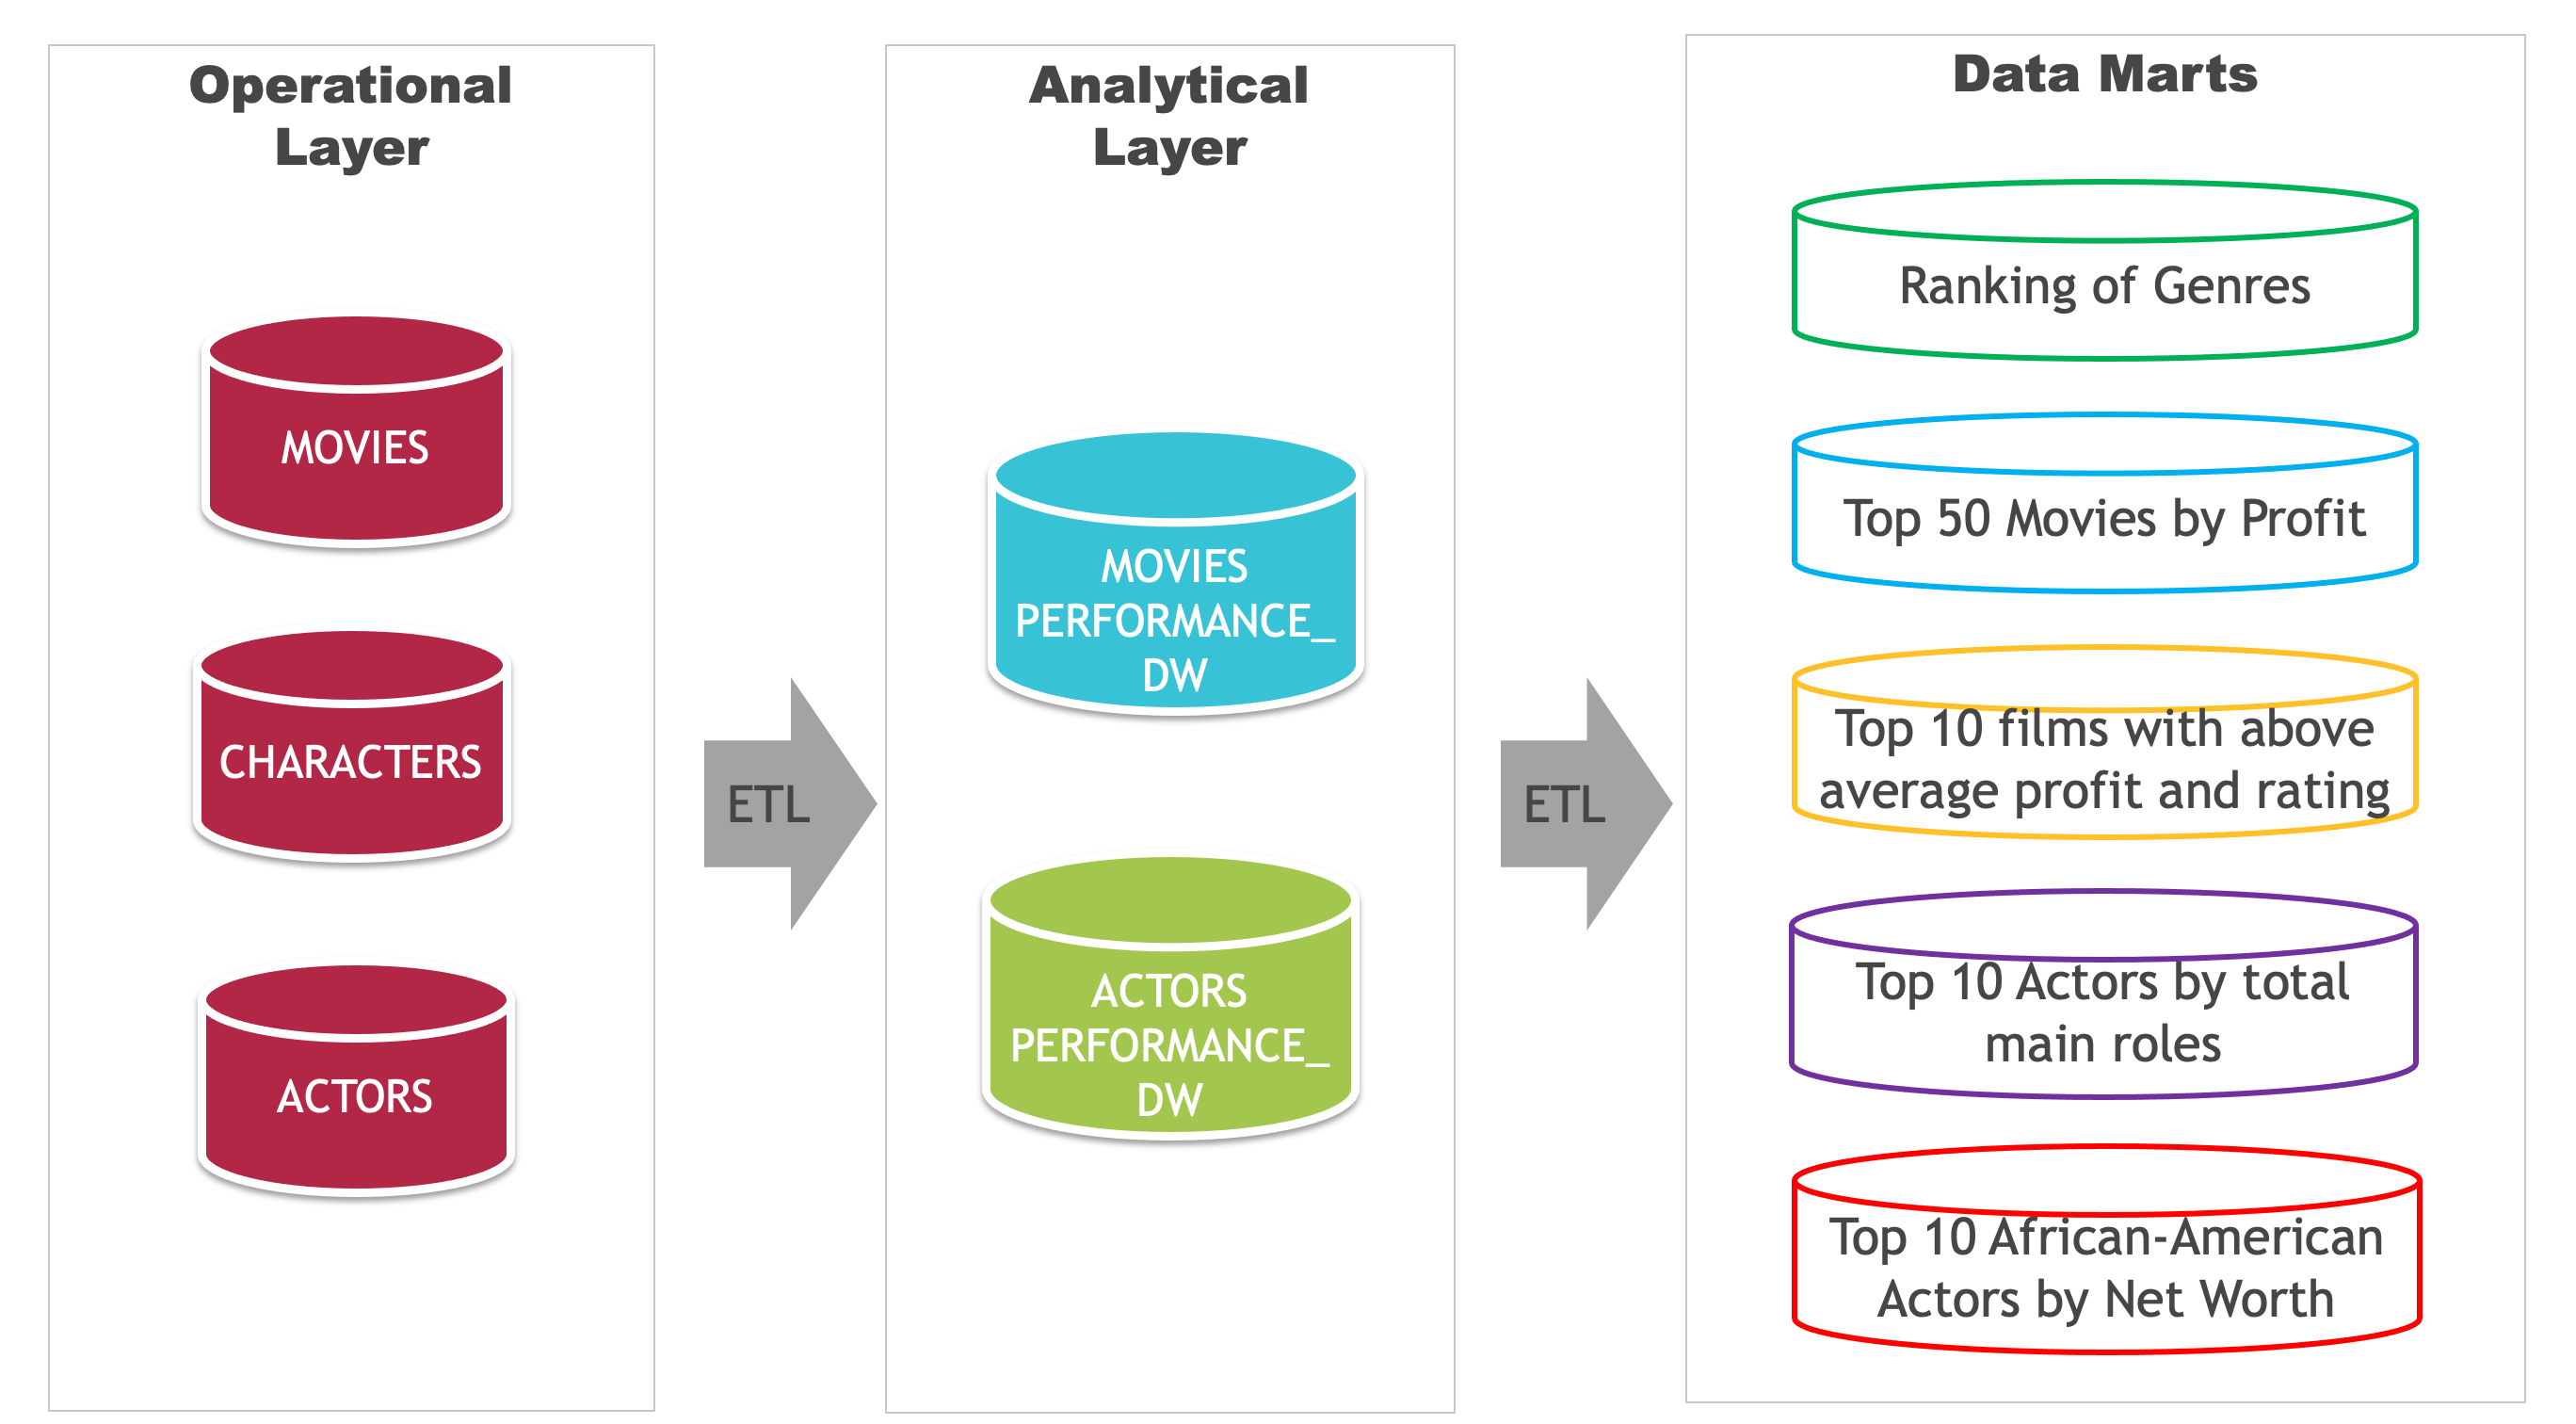 Operational
Layer
MOVIES
CHARACTERS
ACTORS
ETL
Analytical
Layer
MOVIES
PERFORMANCE_
DW
ACTORS
PERFORMANCE_
DW
ETL
Data Marts
Ranking of Genres
Top 50 Movies by Profit
Top 10 films with above
average profit and rating
Top 10 Actors by total
main roles
Top 10 African-American
Actors by Net Worth